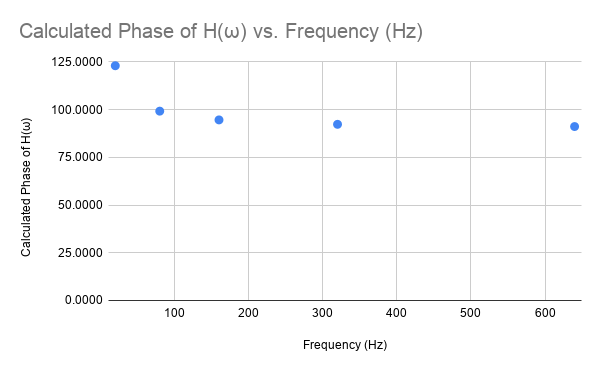 Calculated Phase of H(ω) vs. Frequency (Hz)
125.0000
100.0000
75.0000
50.0000
25.0000
0.0000
Calculated Phase of H(ω)
100 200 300 400 500 600
Frequency (Hz)